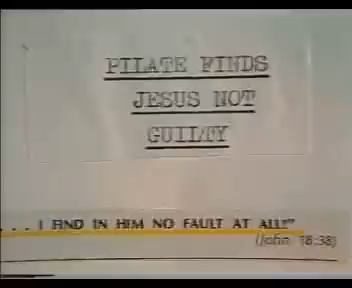 PILATE FINDS
JESUS NOT
GUILTY
. . . I FIND IN HIM NO FAULT AT ALL!"
(John 18:38)